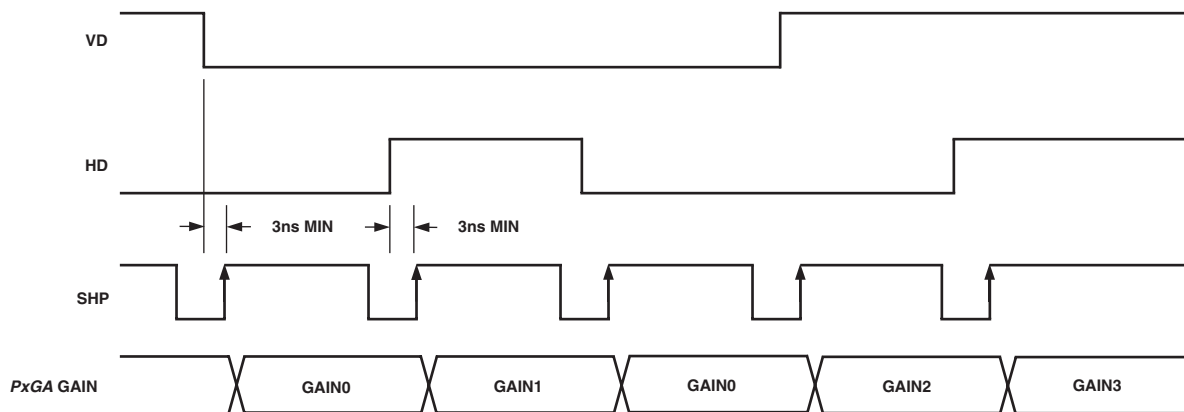 VD
HD
3ns MIN 3ns MIN
SHP
PxGA GAIN GAIN0 GAIN1 GAIN0 GAIN2 GAIN3